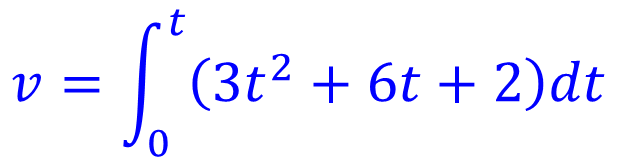 v = ∫₀ᵗ (3t² + 6t + 2)dt